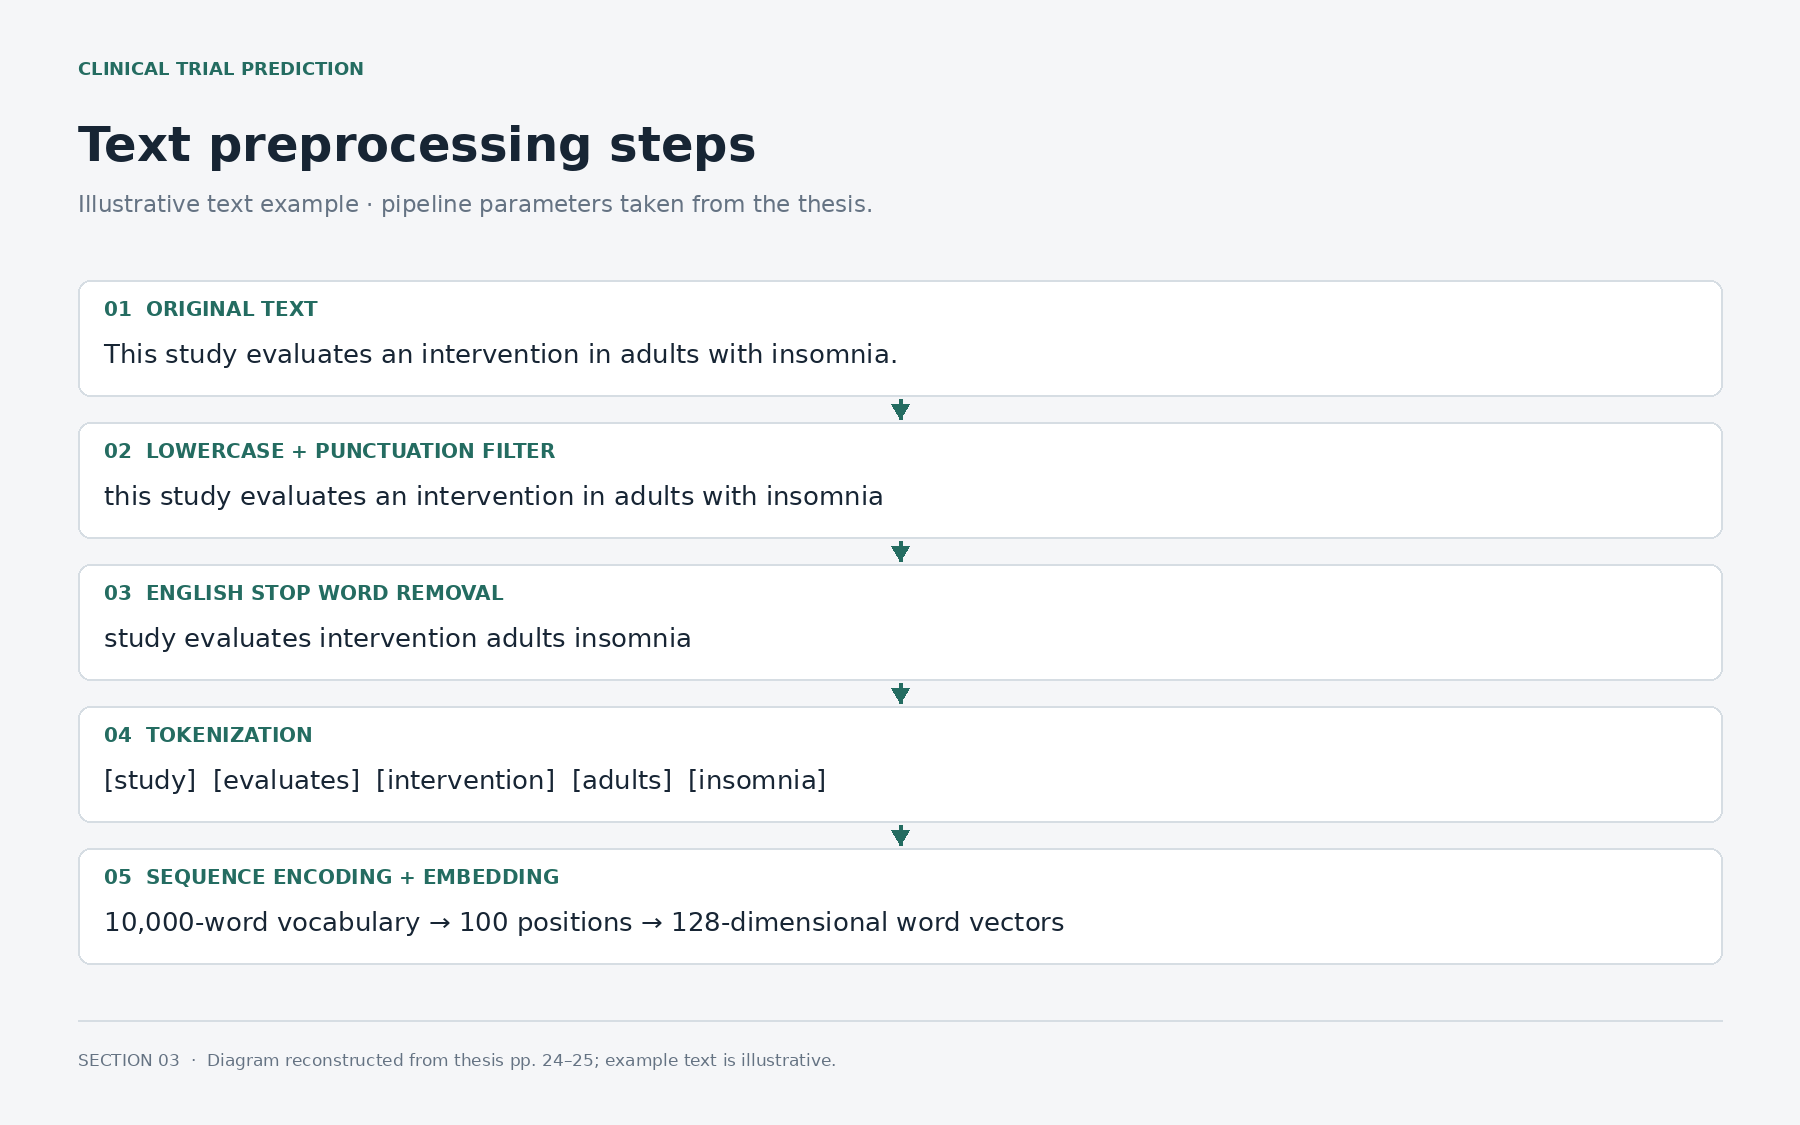 CLINICAL TRIAL PREDICTION
Text preprocessing steps
Illustrative text example · pipeline parameters taken from the thesis.
01 ORIGINAL TEXT
This study evaluates an intervention in adults with insomnia.
02 LOWERCASE + PUNCTUATION FILTER
this study evaluates an intervention in adults with insomnia
03 ENGLISH STOP WORD REMOVAL
study evaluates intervention adults insomnia
04 TOKENIZATION
[study] [evaluates] [intervention] [adults] [insomnia]
05 SEQUENCE ENCODING + EMBEDDING
10,000-word vocabulary → 100 positions → 128-dimensional word vectors
SECTION 03 · Diagram reconstructed from thesis pp. 24–25; example text is illustrative.